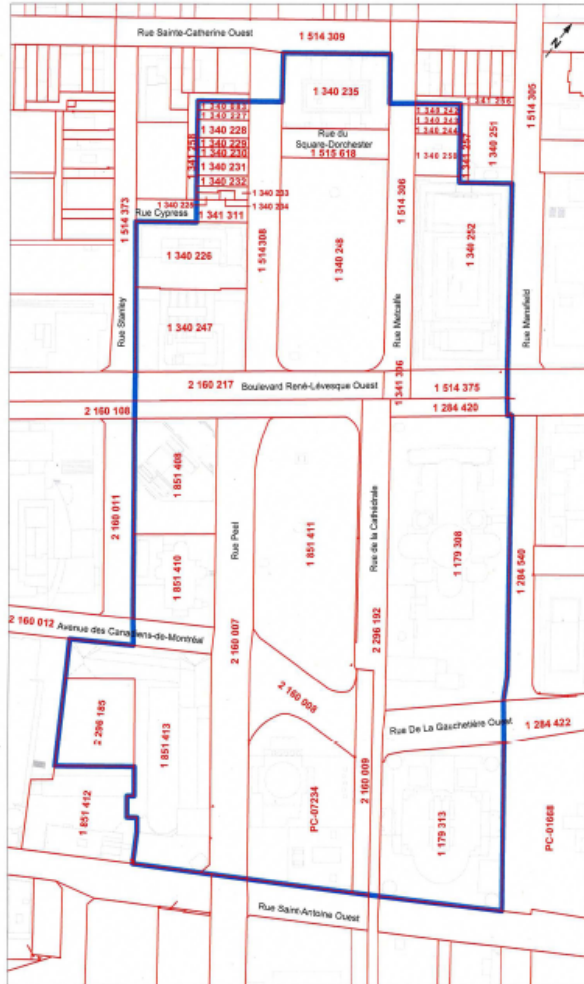 Rue Sainte-Catherine Ouest
1 514 309
N
1 514 305
1 340 235
1 341 256
1 340 227
1 340 228
1 340 229
1 340 230
1 340 231
1 340 232
1 341 258
1 340 233
1 340 234
1 341 311
Rue Cypress
Rue du
Square-Dorchester
1 515 618
1 340 243
1 340 244
1 340 250
1 341 257
1 340 251
1 514 306
1 514 373
1 514308
1 340 248
1 340 252
1 340 226
1 340 247
Rue Stanley
Rue Metcalfe
Rue Mansfield
2 160 217
Boulevard René-Lévesque Ouest
1 341 306
1 514 375
2 160 108
1 284 420
2 160 011
1 851 408
1 851 410
Rue Peel
1 851 411
Rue de la Cathédrale
1 179 308
1 284 540
2 160 012
Avenue des Canadiens-de-Montréal
2 160 007
2 296 192
2 160 008
Rue De La Gauchetière Ouest
1 284 422
2 296 185
1 851 413
1 851 412
PC-07234
2 160 009
1 179 313
PC-01668
Rue Saint-Antoine Ouest